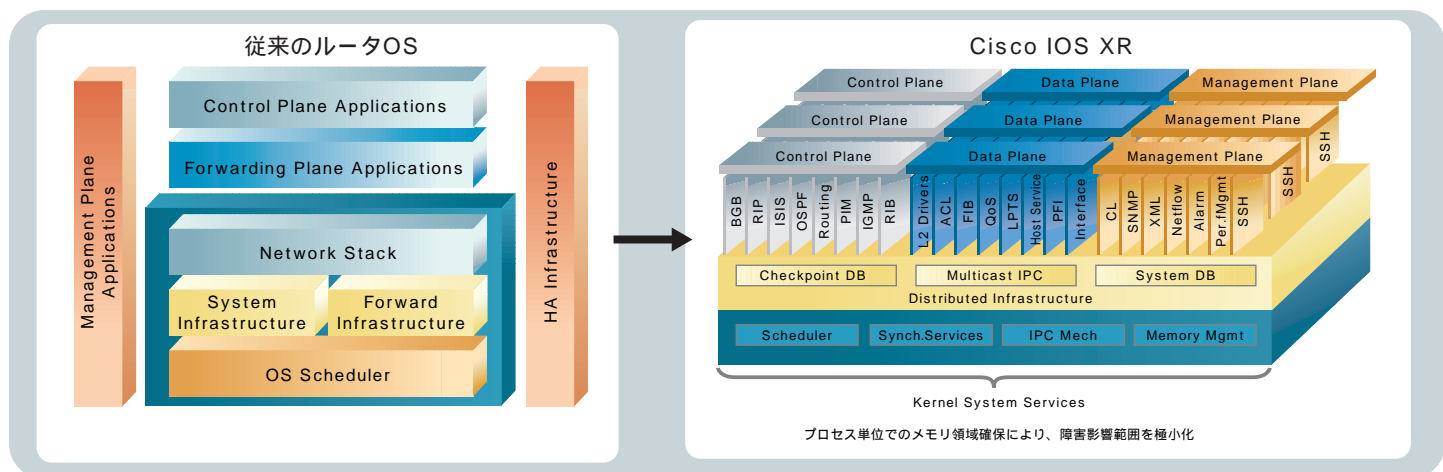 従来のルータOS
Management Plane
Applications
Control Plane Applications
Forwarding Plane Applications
Network Stack
System
Infrastructure
Forward
Infrastructure
OS Scheduler
HA Infrastructure
Cisco IOS XR
Control Plane
Data Plane
Management Plane
Control Plane
Data Plane
Management Plane
Control Plane
Data Plane
Management Plane
BGB
RIP
ISIS
OSPF
Routing
PIM
IGMP
RIB
L2 Drivers
ACL
FIB
QoS
LPTS
Host Service
PFI
Interface
CL
SNMP
XML
Netflow
Alarm
Per.fMgmt
SSH
SSH
SSH
Checkpoint DB
Multicast IPC
System DB
Distributed Infrastructure
Scheduler
Synch.Services
IPC Mech
Memory Mgmt
Kernel System Services
プロセス単位でのメモリ領域確保により、障害影響範囲を極小化